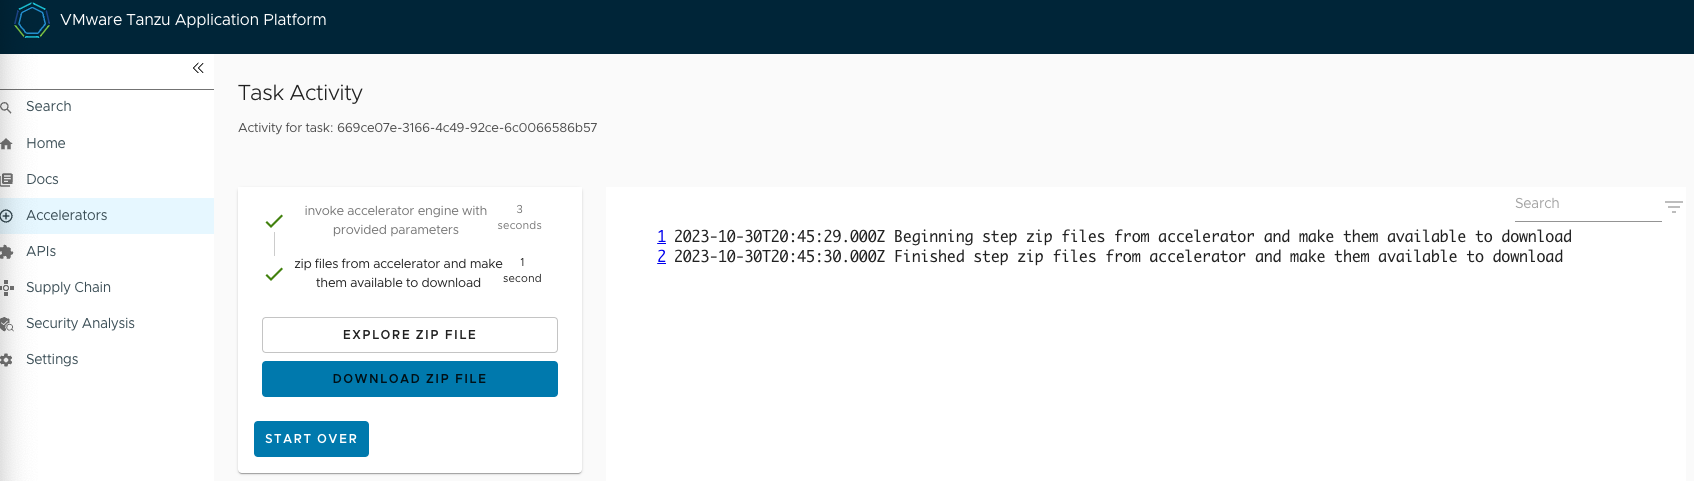 VMware Tanzu Application Platform
Search
Home
Docs
Accelerators
APIs
Supply Chain
Security Analysis
Settings
Task Activity
Activity for task: 669ce07e-3166-4c49-92ce-6c0066586b57
invoke accelerator engine with
provided parameters
3
seconds
zip files from accelerator and make
them available to download
1
second
EXPLORE ZIP FILE
DOWNLOAD ZIP FILE
START OVER
Search
1 2023-10-30T20:45:29.000Z Beginning step zip files from accelerator and make them available to download
2 2023-10-30T20:45:30.000Z Finished step zip files from accelerator and make them available to download